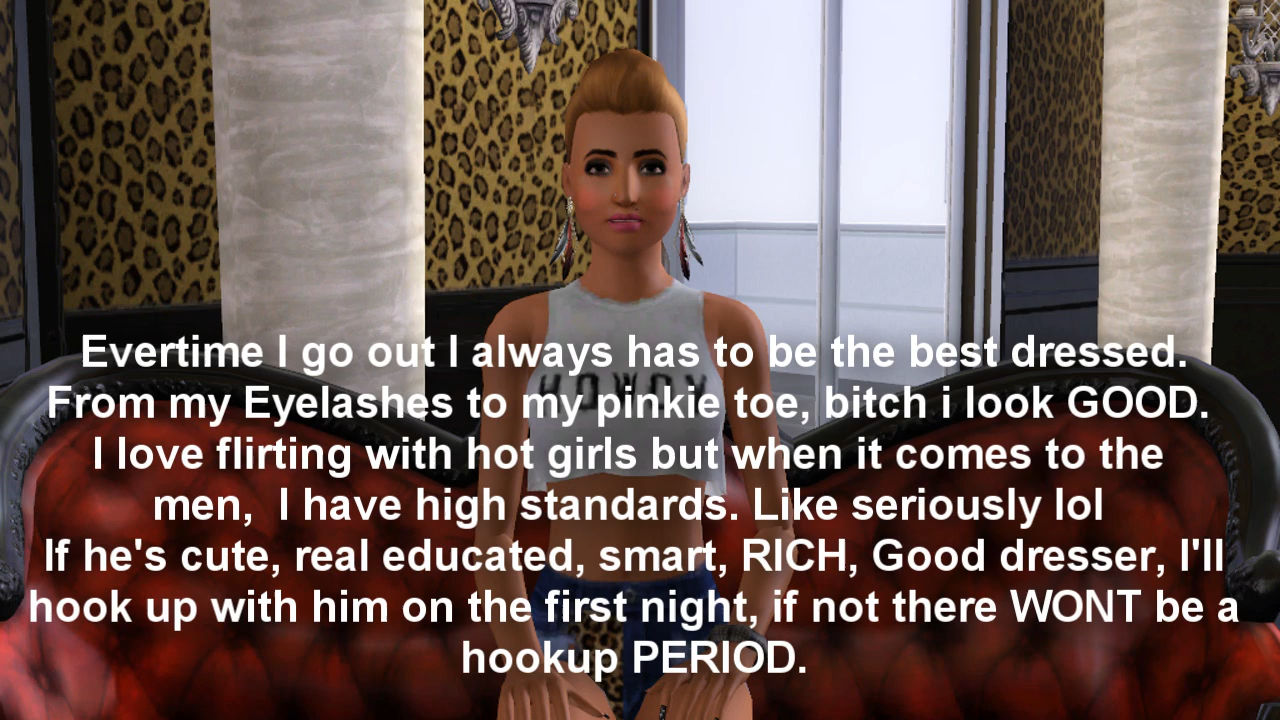 Evertime I go out I always has to be the best dressed.
From my Eyelashes to my pinkie toe, bitch i look GOOD.
I love flirting with hot girls but when it comes to the
men,  I have high standards. Like seriously lol
If he's cute, real educated, smart, RICH, Good dresser, I'll
hook up with him on the first night, if not there WONT be a
hookup PERIOD.